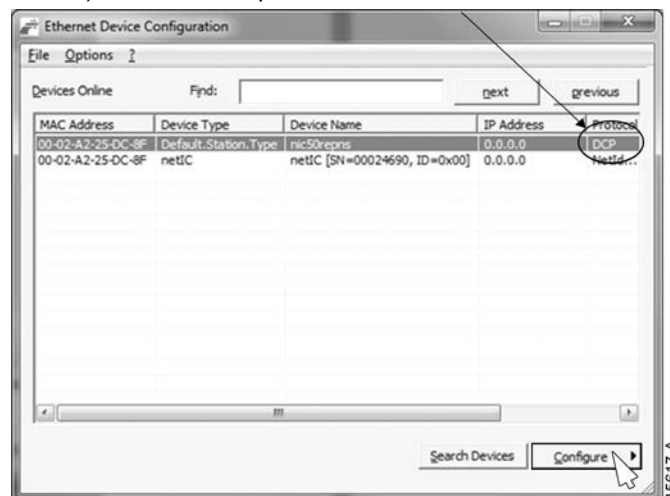 Ethernet Device Configuration
File Options ?
Devices Online Find: next previous
MAC Address Device Type Device Name IP Address Protocol
00-02-A2-25-DC-8F Default.Station.Type nic50repns 0.0.0.0 DCP
00-02-A2-25-DC-8F netIC netIC [SN=00024690, ID=0x00] 0.0.0.0 NetId...
Search Devices Configure